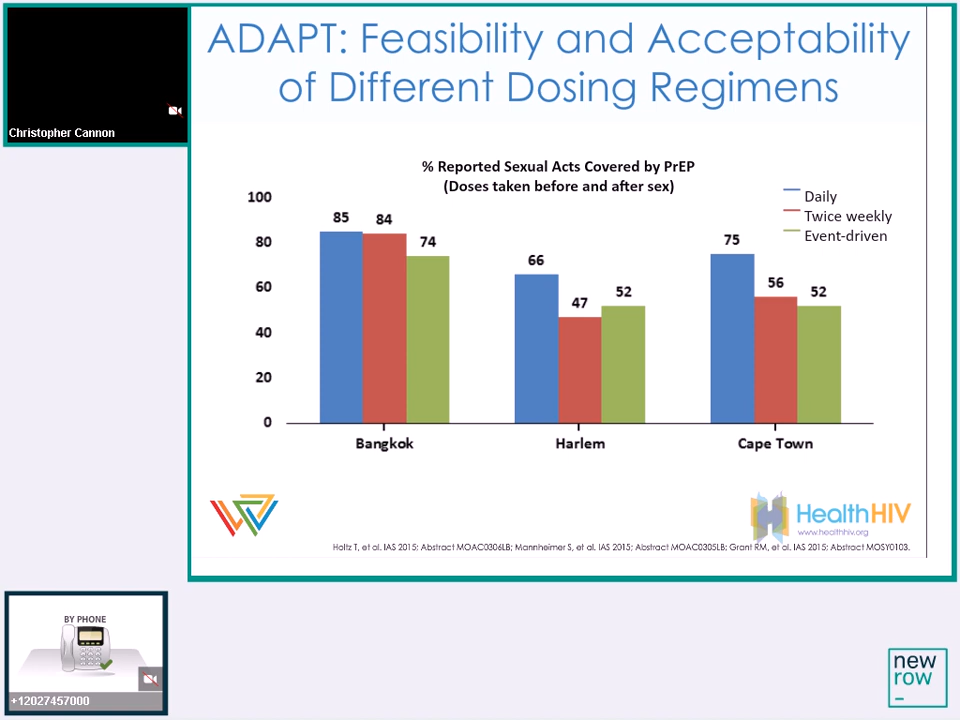 Christopher Cannon
ADAPT: Feasibility and Acceptability
of Different Dosing Regimens
% Reported Sexual Acts Covered by PrEP
(Doses taken before and after sex)
Daily
Twice weekly
Event-driven
100
80
60
40
20
0
85
84
74
66
47
52
75
56
52
Bangkok
Harlem
Cape Town
HealthHIV
www.healthhiv.org
Holtz T, et al. IAS 2015; Abstract MOAC0306LB; Mannheimer S, et al. IAS 2015; Abstract MOAC0305LB; Grant RM, et al. IAS 2015; Abstract MOSY0103.
BY PHONE
+12027457000
new
row